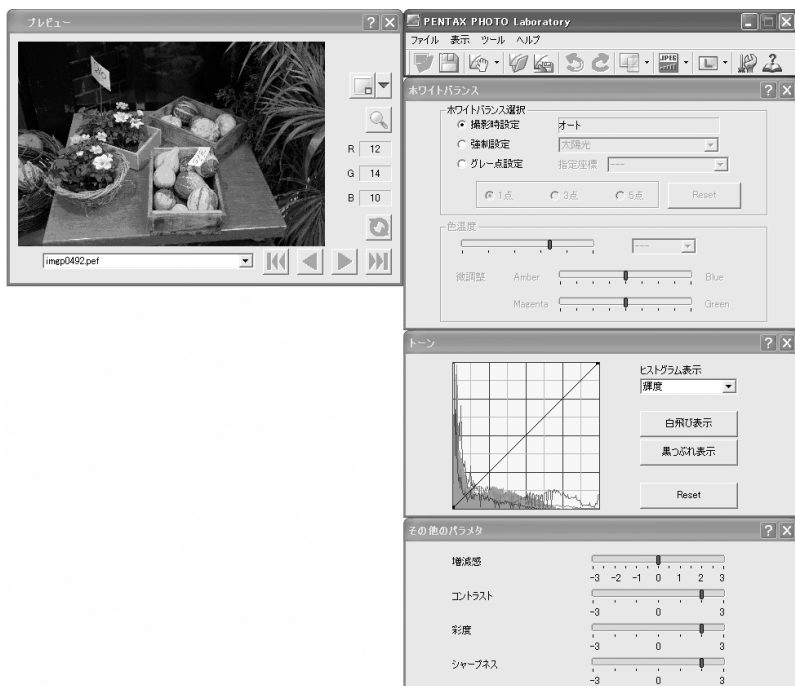 プレビュー
R 12
G 14
B 10
imgp0492.pef
PENTAX PHOTO Laboratory
ファイル 表示 ツール ヘルプ
JPEG
L
ホワイトバランス
ホワイトバランス選択
撮影時設定 オート
強制設定 太陽光
グレー点設定 指定座標 ---
1点 3点 5点 Reset
色温度
---
微調整 Amber Blue
Magenta Green
トーン
ヒストグラム表示
輝度
白飛び表示
黒つぶれ表示
Reset
その他のパラメタ
増減感
-3 -2 -1 0 1 2 3
コントラスト
-3 0 3
彩度
-3 0 3
シャープネス
-3 0 3